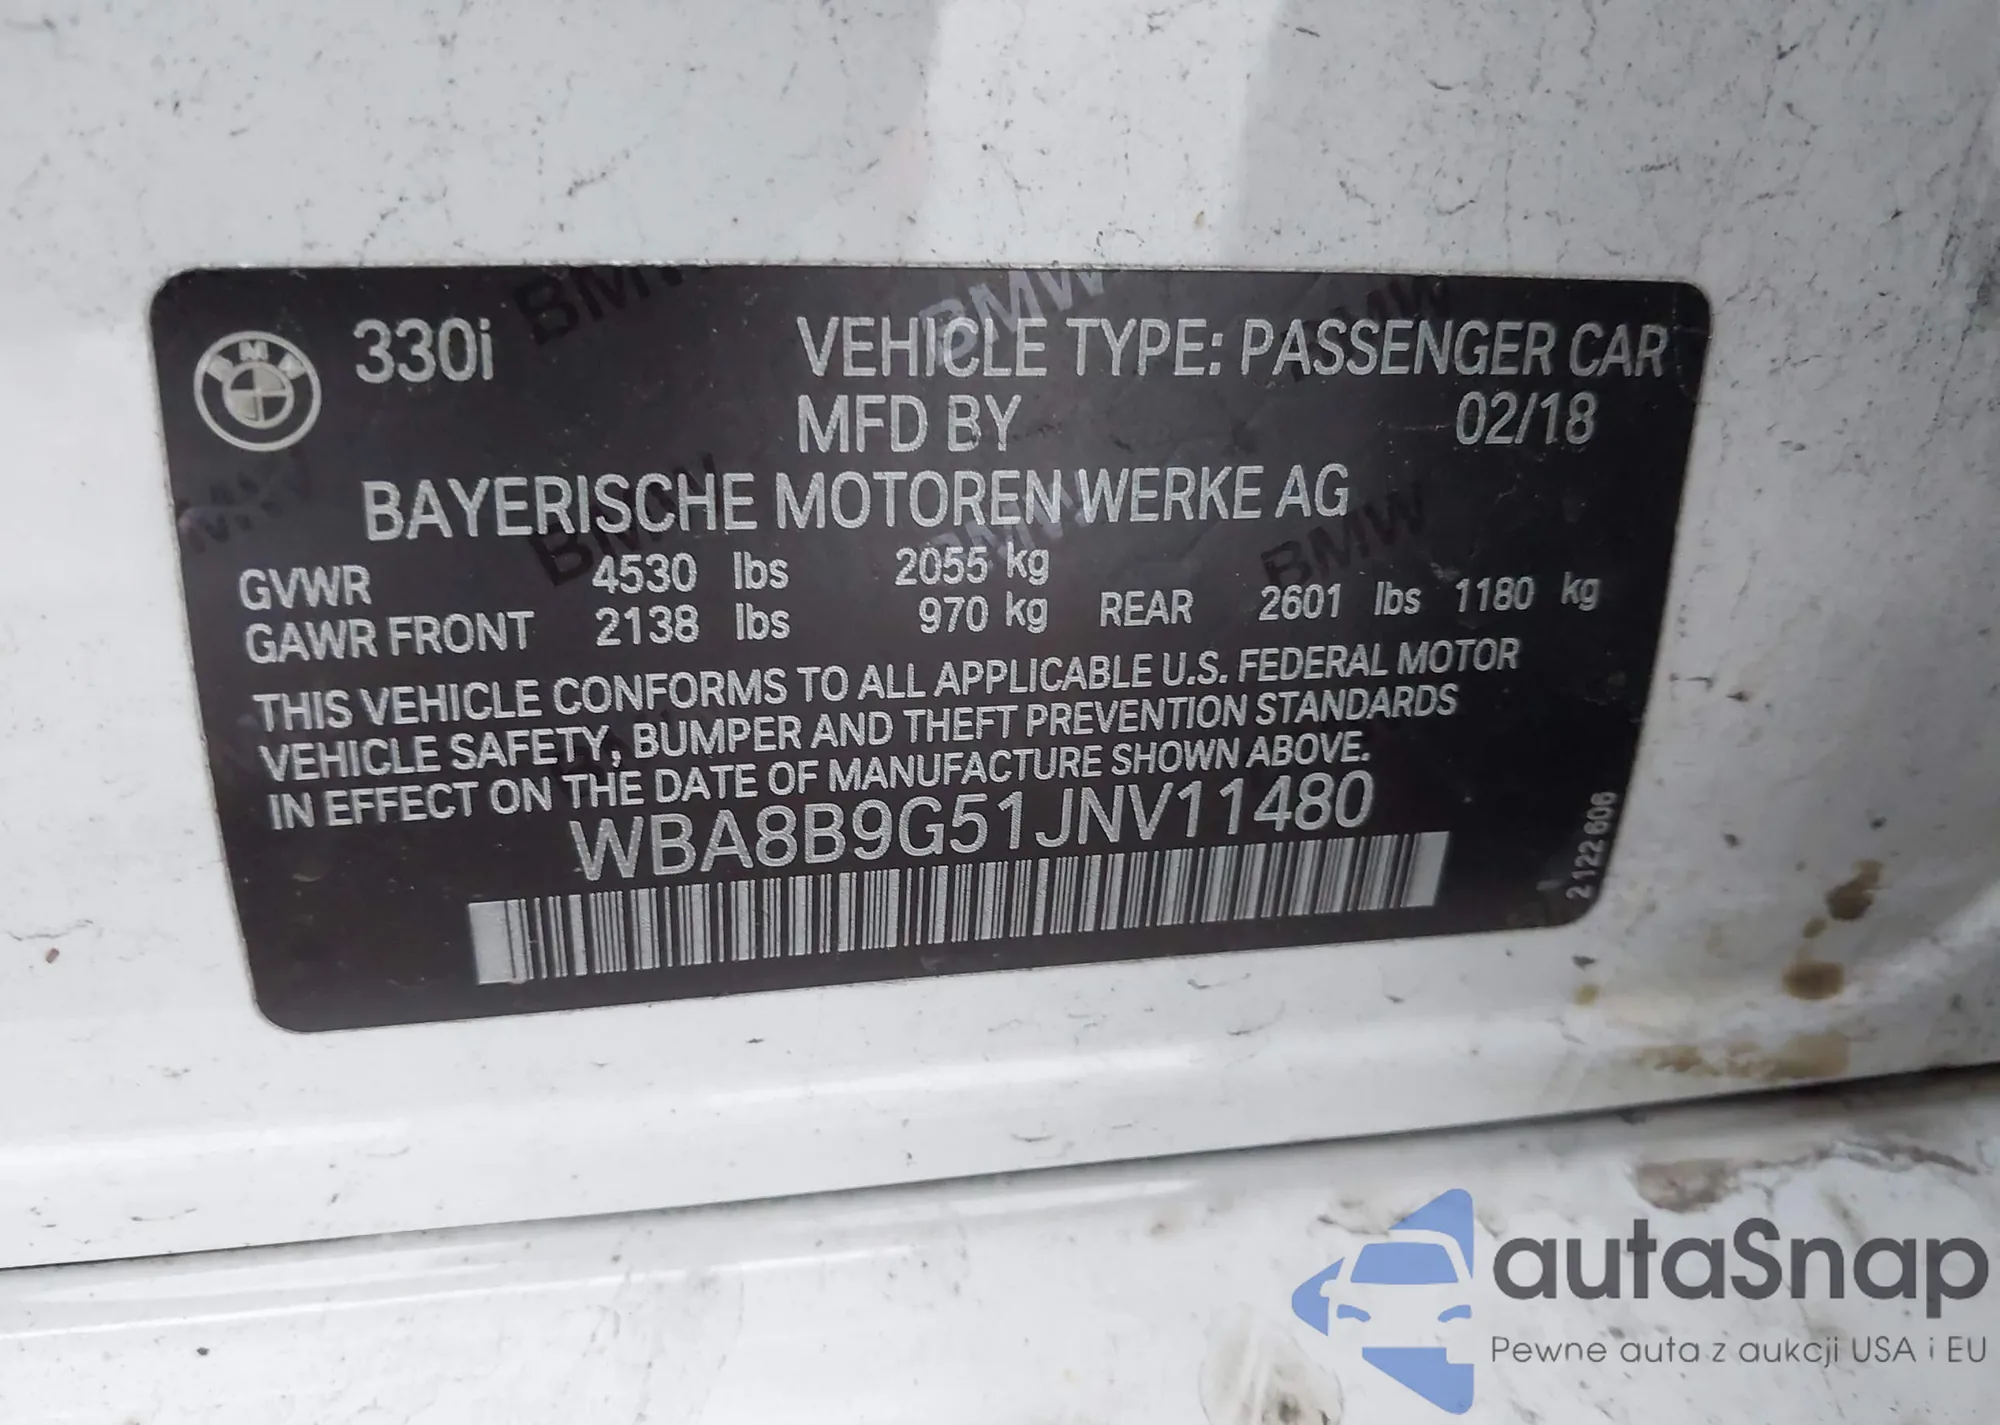 BMW
330i
VEHICLE TYPE: PASSENGER CAR
MFD BY
02/18
BAYERISCHE MOTOREN WERKE AG
GVWR 4530 lbs 2055 kg
GAWR FRONT 2138 lbs 970 kg REAR 2601 lbs 1180 kg
THIS VEHICLE CONFORMS TO ALL APPLICABLE U.S. FEDERAL MOTOR
VEHICLE SAFETY, BUMPER AND THEFT PREVENTION STANDARDS
IN EFFECT ON THE DATE OF MANUFACTURE SHOWN ABOVE.
WBA8B9G51JNV11480
2122606
autaSnap
Pewne auta z aukcji USA i EU